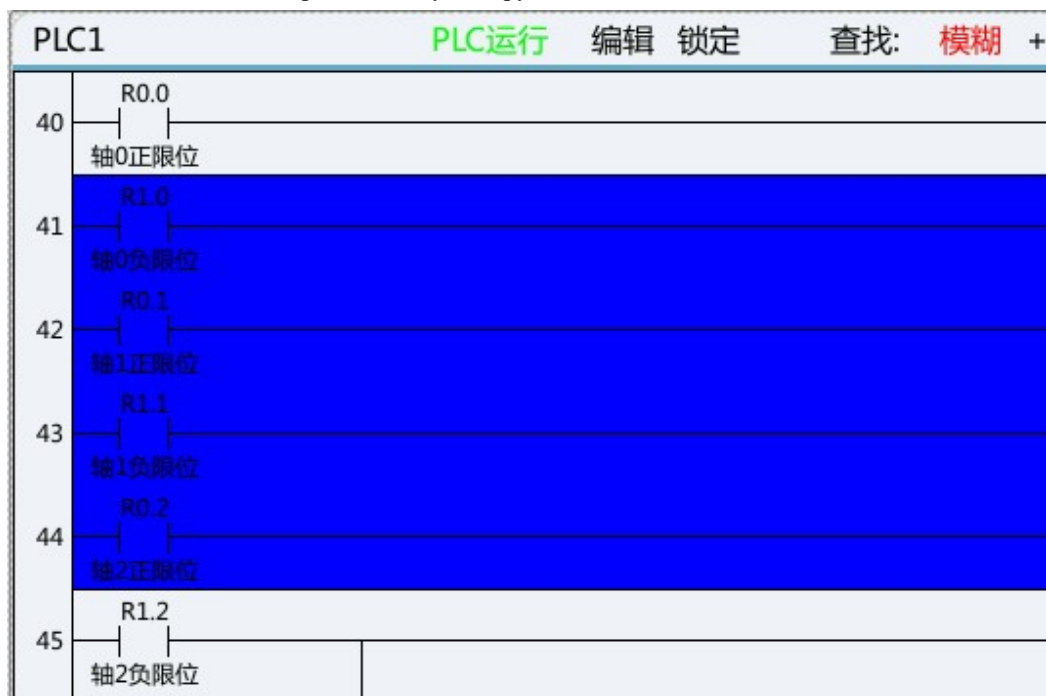 PLC1 PLC运行 编辑 锁定 查找: 模糊 +
R0.0
40
轴0正限位
R1.0
41
轴0负限位
R0.1
42
轴1正限位
R1.1
43
轴1负限位
R0.2
44
轴2正限位
R1.2
45
轴2负限位